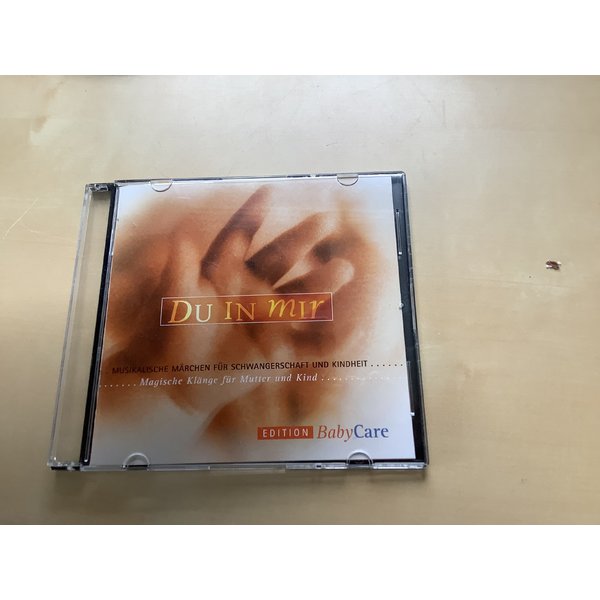 DU IN mIr
MUSIKALISCHE MÄRCHEN FÜR SCHWANGERSCHAFT UND KINDHEIT . . . . . .
. . . . . . . Magische Klänge für Mutter und Kind . . . . . . . . . . . . . . .
EDITION BabyCare